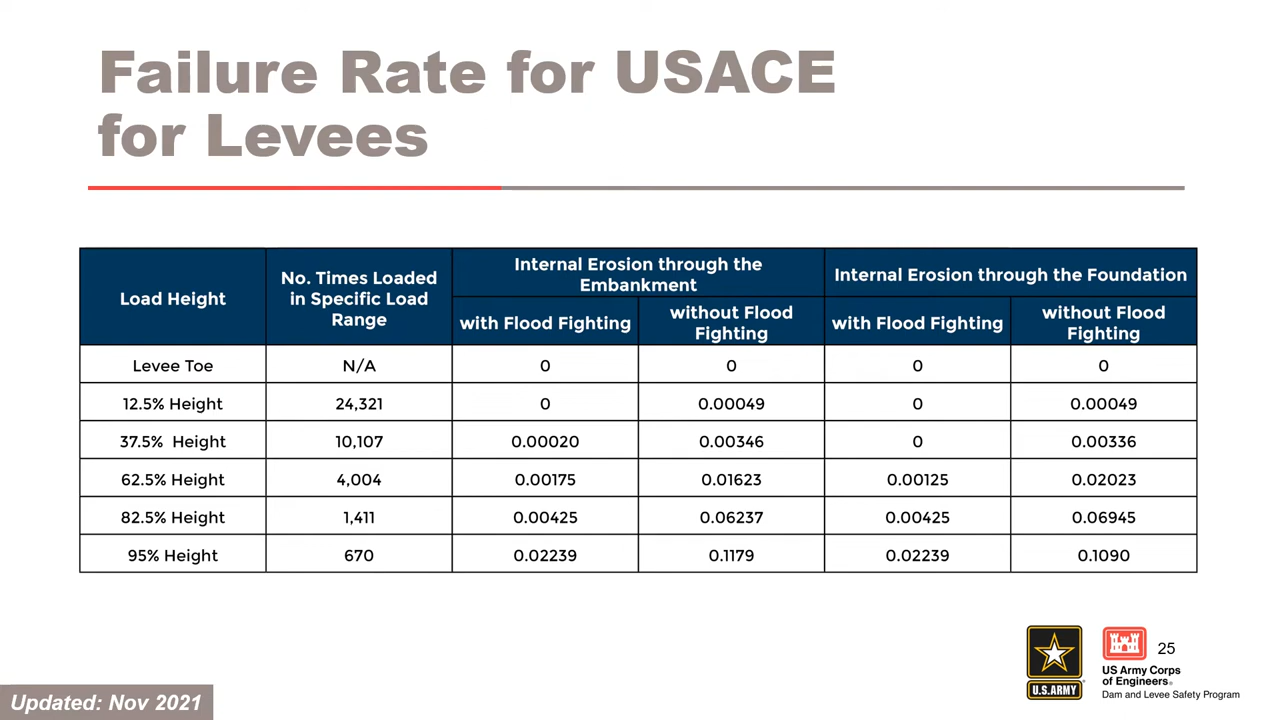 Failure Rate for USACE
for Levees
Load Height
No. Times Loaded
in Specific Load
Range
Internal Erosion through the
Embankment
Internal Erosion through the Foundation
with Flood Fighting
without Flood
Fighting
with Flood Fighting
without Flood
Fighting
Levee Toe N/A 0 0 0 0
12.5% Height 24,321 0 0.00049 0 0.00049
37.5% Height 10,107 0.00020 0.00346 0 0.00336
62.5% Height 4,004 0.00175 0.01623 0.00125 0.02023
82.5% Height 1,411 0.00425 0.06237 0.00425 0.06945
95% Height 670 0.02239 0.1179 0.02239 0.1090
U.S.ARMY
25
US Army Corps
of Engineers®
Dam and Levee Safety Program
Updated: Nov 2021